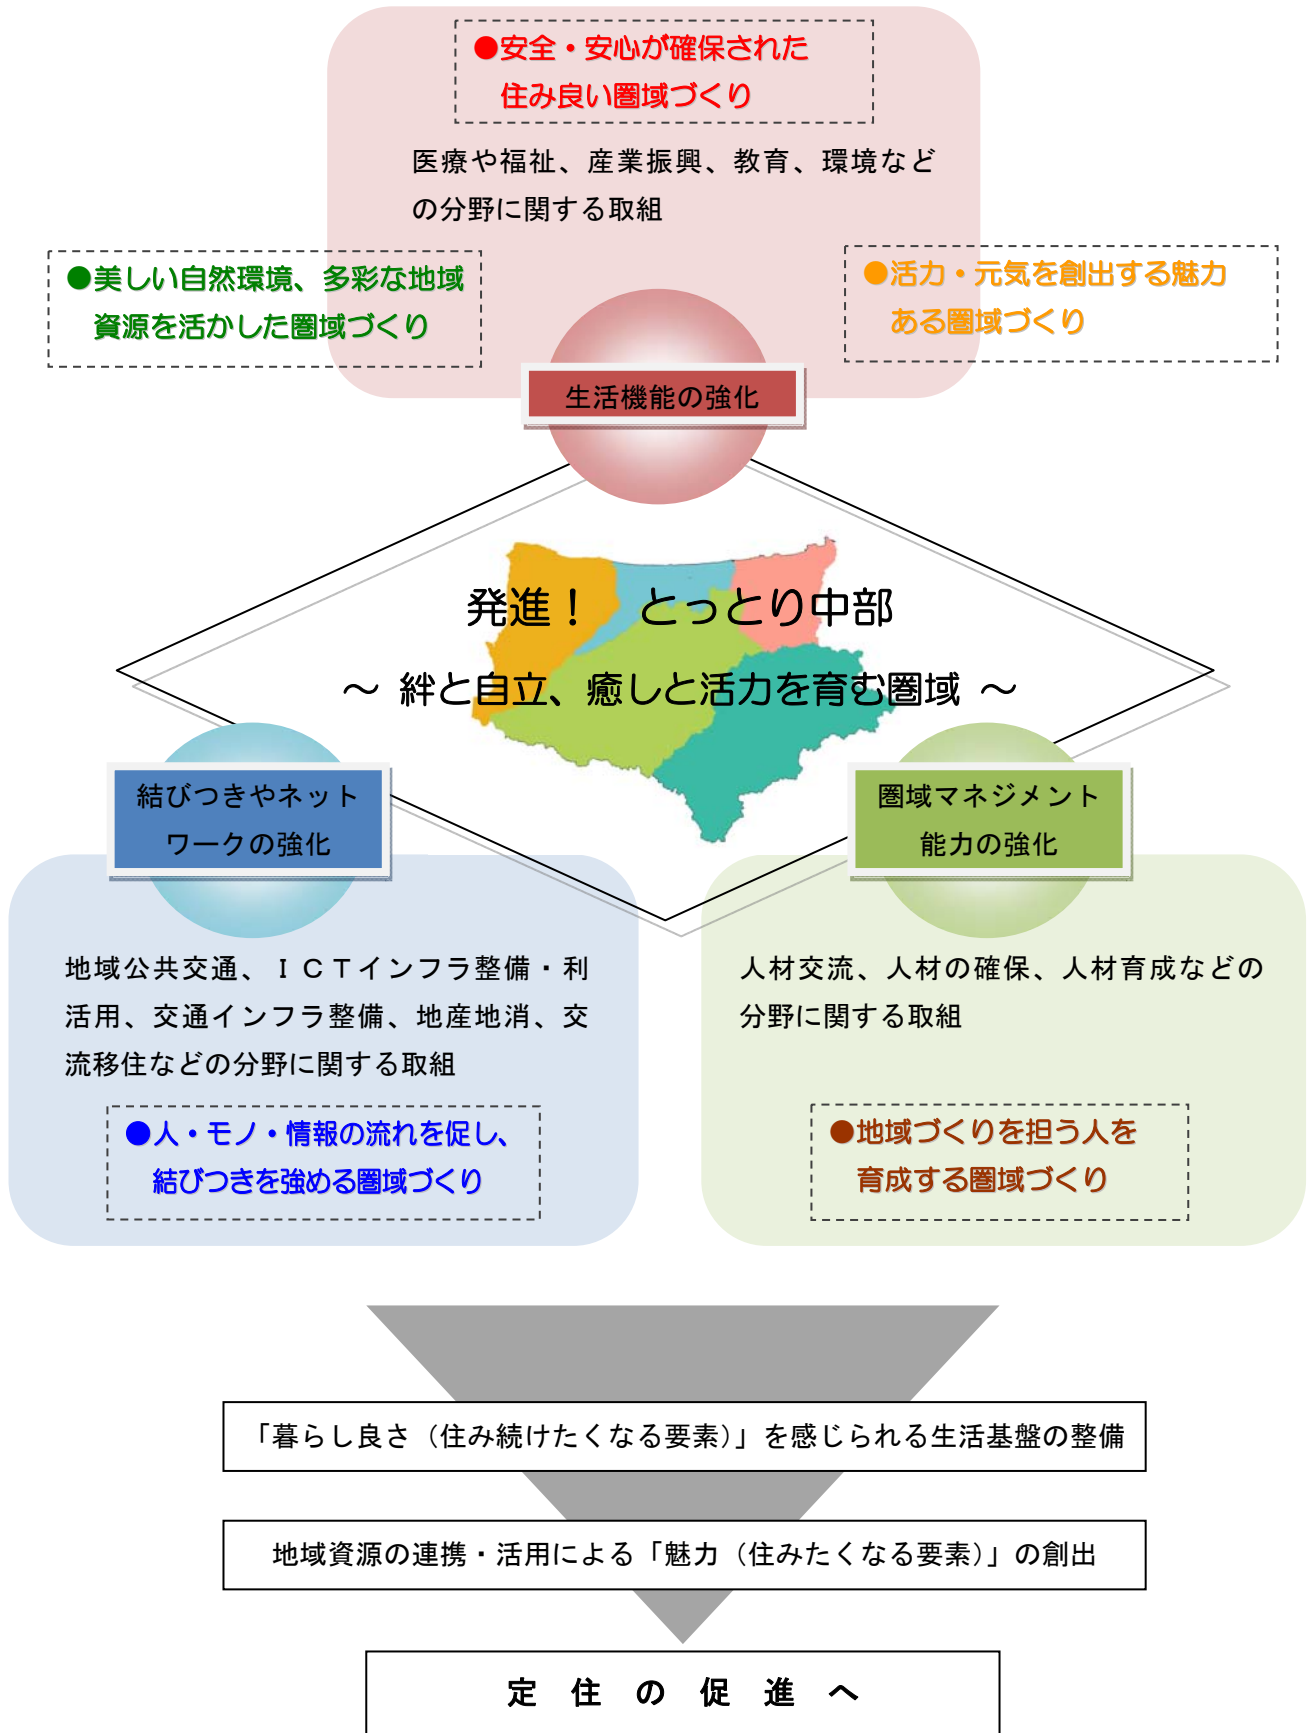 ●安全・安心が確保された
住み良い圏域づくり
医療や福祉、産業振興、教育、環境など
の分野に関する取組
●美しい自然環境、多彩な地域
資源を活かした圏域づくり
●活力・元気を創出する魅力
ある圏域づくり
生活機能の強化
発進！　とっとり中部
～ 絆と自立、癒しと活力を育む圏域 ～
結びつきやネット
ワークの強化
圏域マネジメント
能力の強化
地域公共交通、ＩＣＴインフラ整備・利
活用、交通インフラ整備、地産地消、交
流移住などの分野に関する取組
人材交流、人材の確保、人材育成などの
分野に関する取組
●人・モノ・情報の流れを促し、
結びつきを強める圏域づくり
●地域づくりを担う人を
育成する圏域づくり
「暮らし良さ（住み続けたくなる要素）」を感じられる生活基盤の整備
地域資源の連携・活用による「魅力（住みたくなる要素）」の創出
定　住　の　促　進　へ